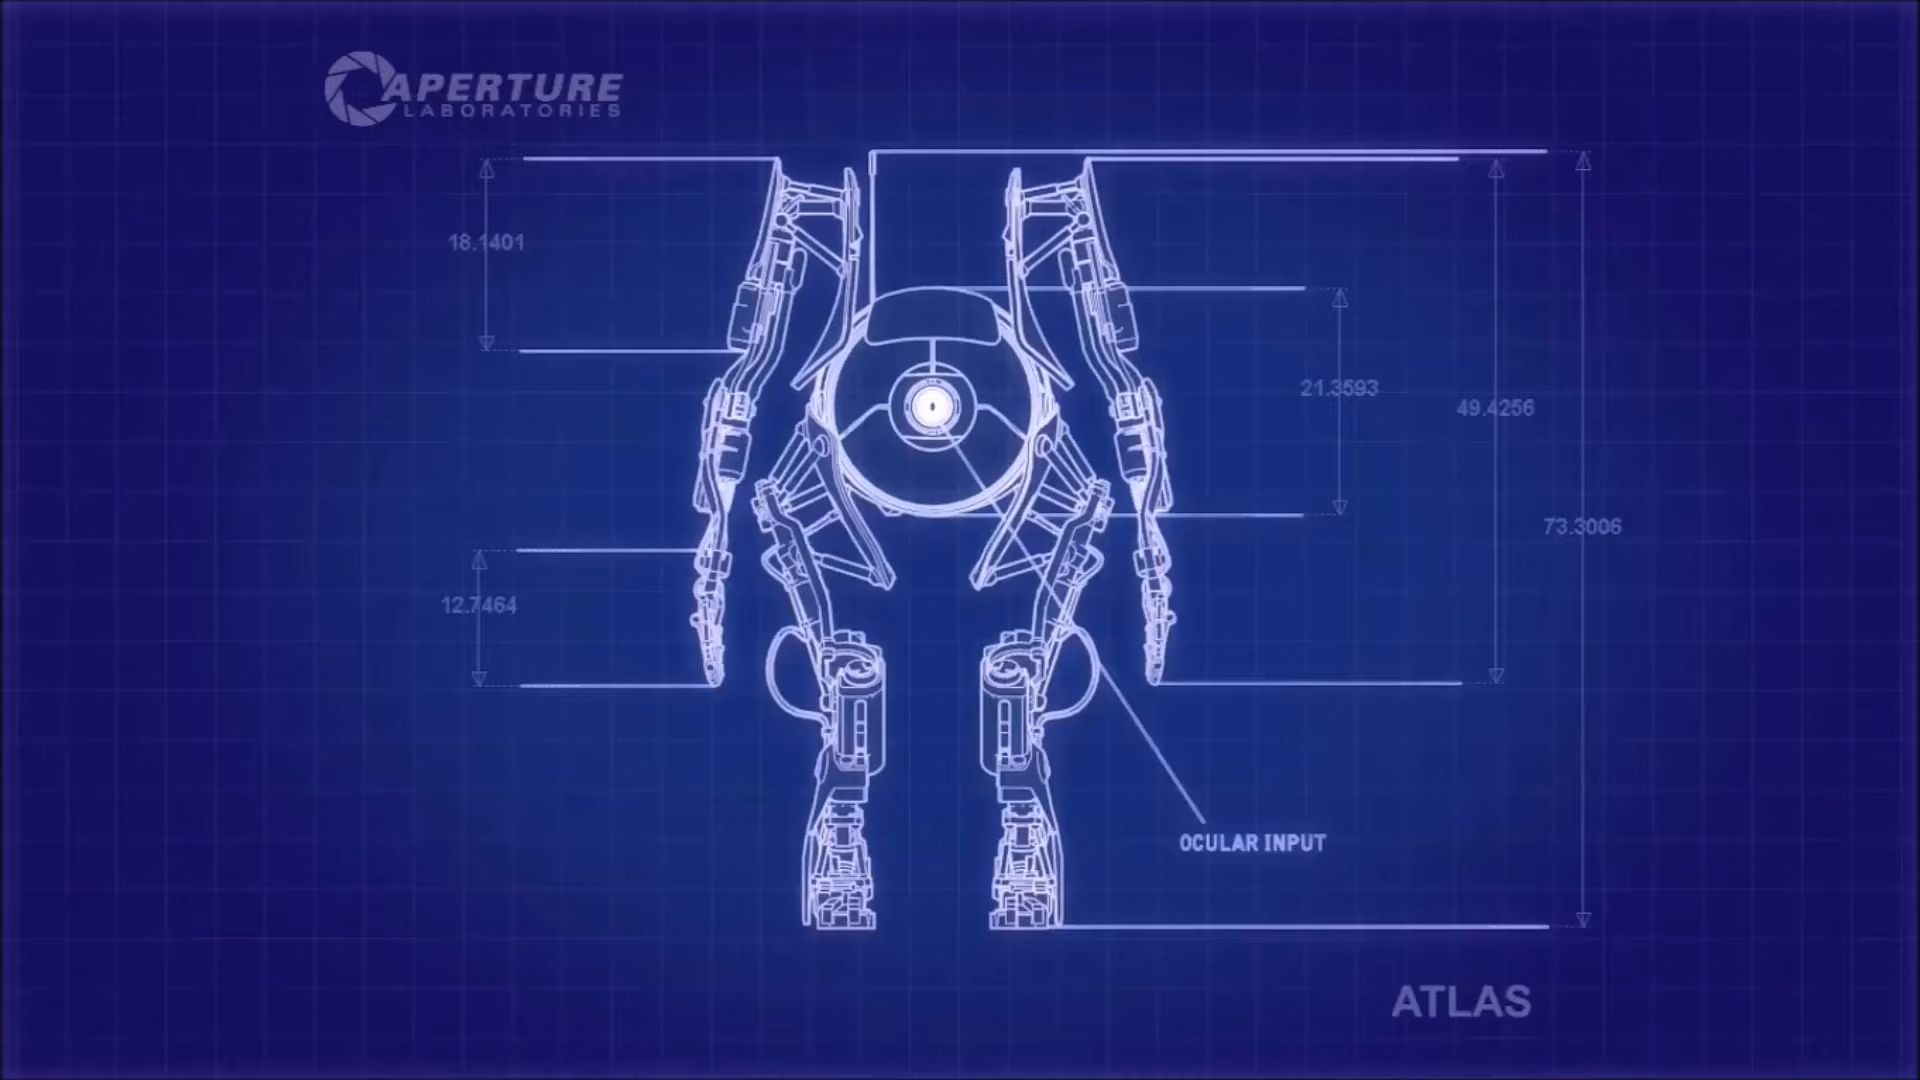 APERTURE
LABORATORIES
18.1401
21.3593
49.4256
73.3006
12.7464
OCULAR INPUT
ATLAS